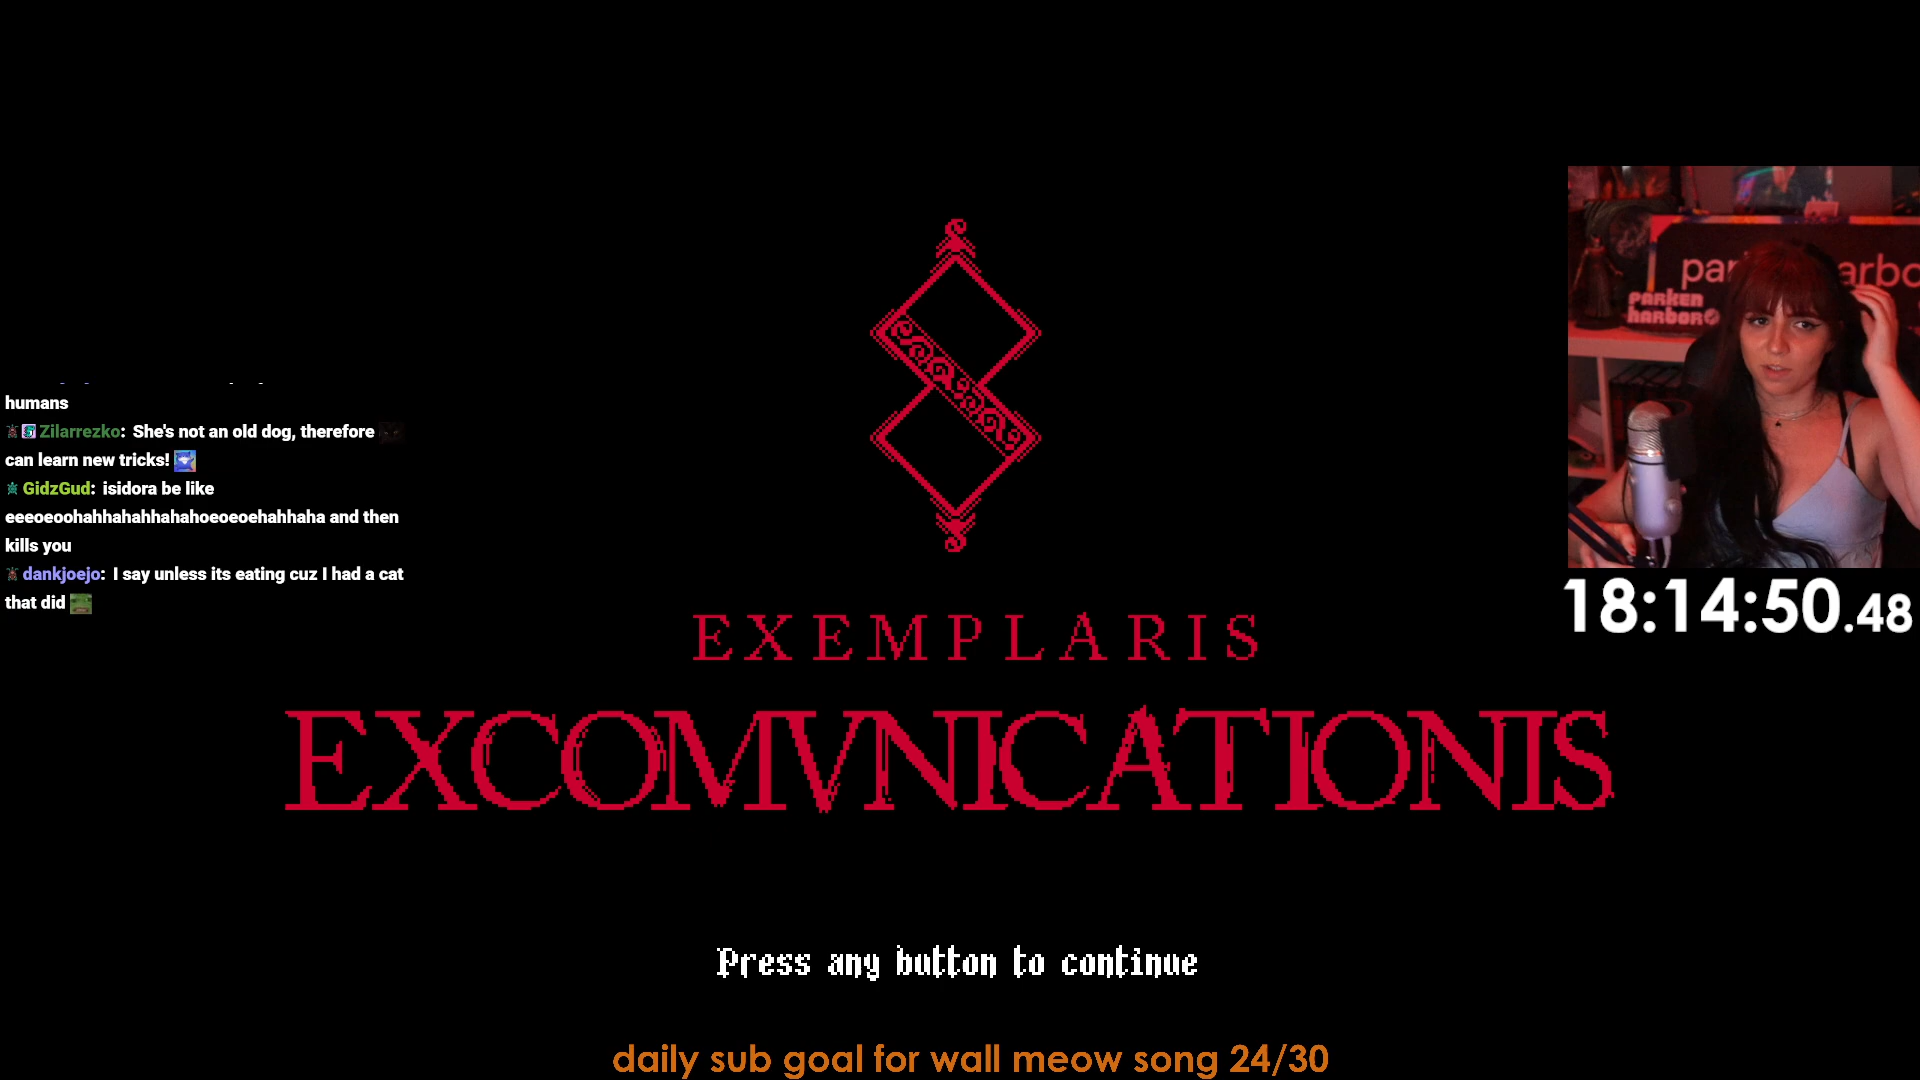 humans
Zilarrezko: She's not an old dog, therefore
can learn new tricks!
GidzGud: isidora be like
eeeoeoohahhahahhahahoeoeoehahhaha and then
kills you
dankjoejo: I say unless its eating cuz I had a cat
that did
EXEMPLARIS
EXCOMVNICATIONIS
Press any button to continue
PARKEN
HARBOR
18:14:50.48
daily sub goal for wall meow song 24/30